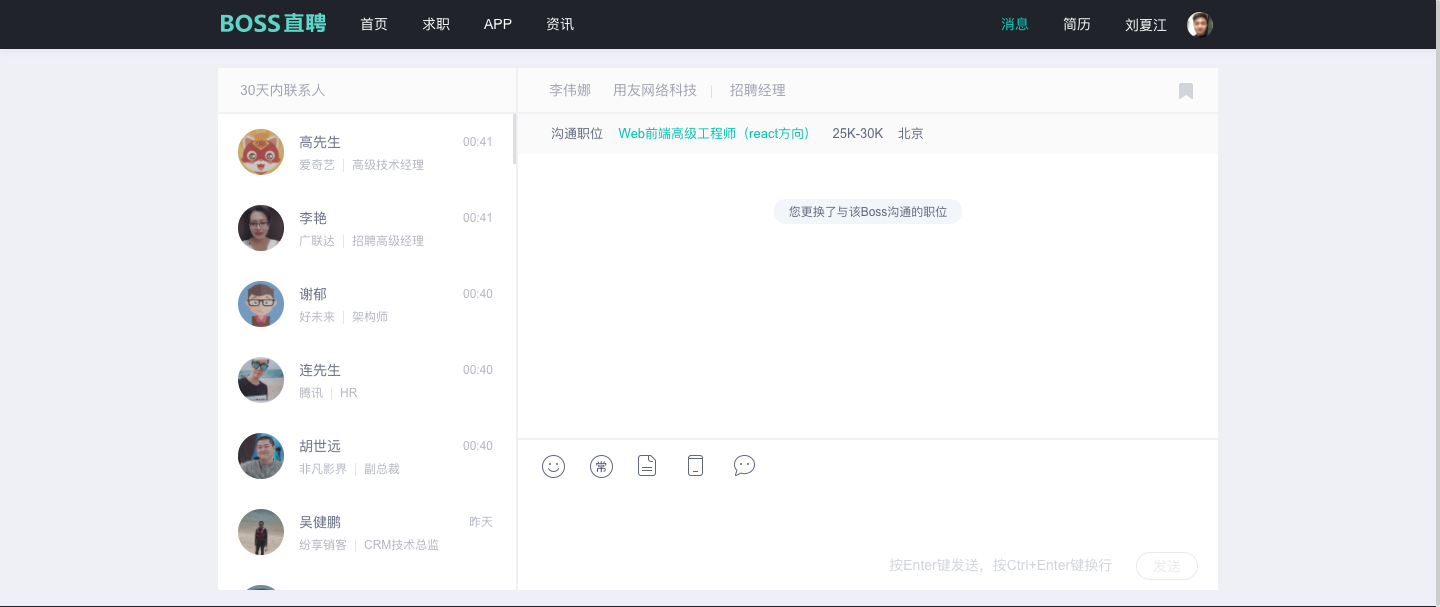 BOSS直聘 首页 求职 APP 资讯 消息 简历 刘夏江
30天内联系人
高先生 00:41
爱奇艺 高级技术经理
李艳 00:41
广联达 招聘高级经理
谢郁 00:40
好未来 架构师
连先生 00:40
腾讯 HR
胡世远 00:40
非凡影界 副总裁
吴健鹏 昨天
纷享销客 CRM技术总监
李伟娜 用友网络科技 招聘经理
沟通职位 Web前端高级工程师（react方向） 25K-30K 北京
您更换了与该Boss沟通的职位
常
按Enter键发送，按Ctrl+Enter键换行 发送